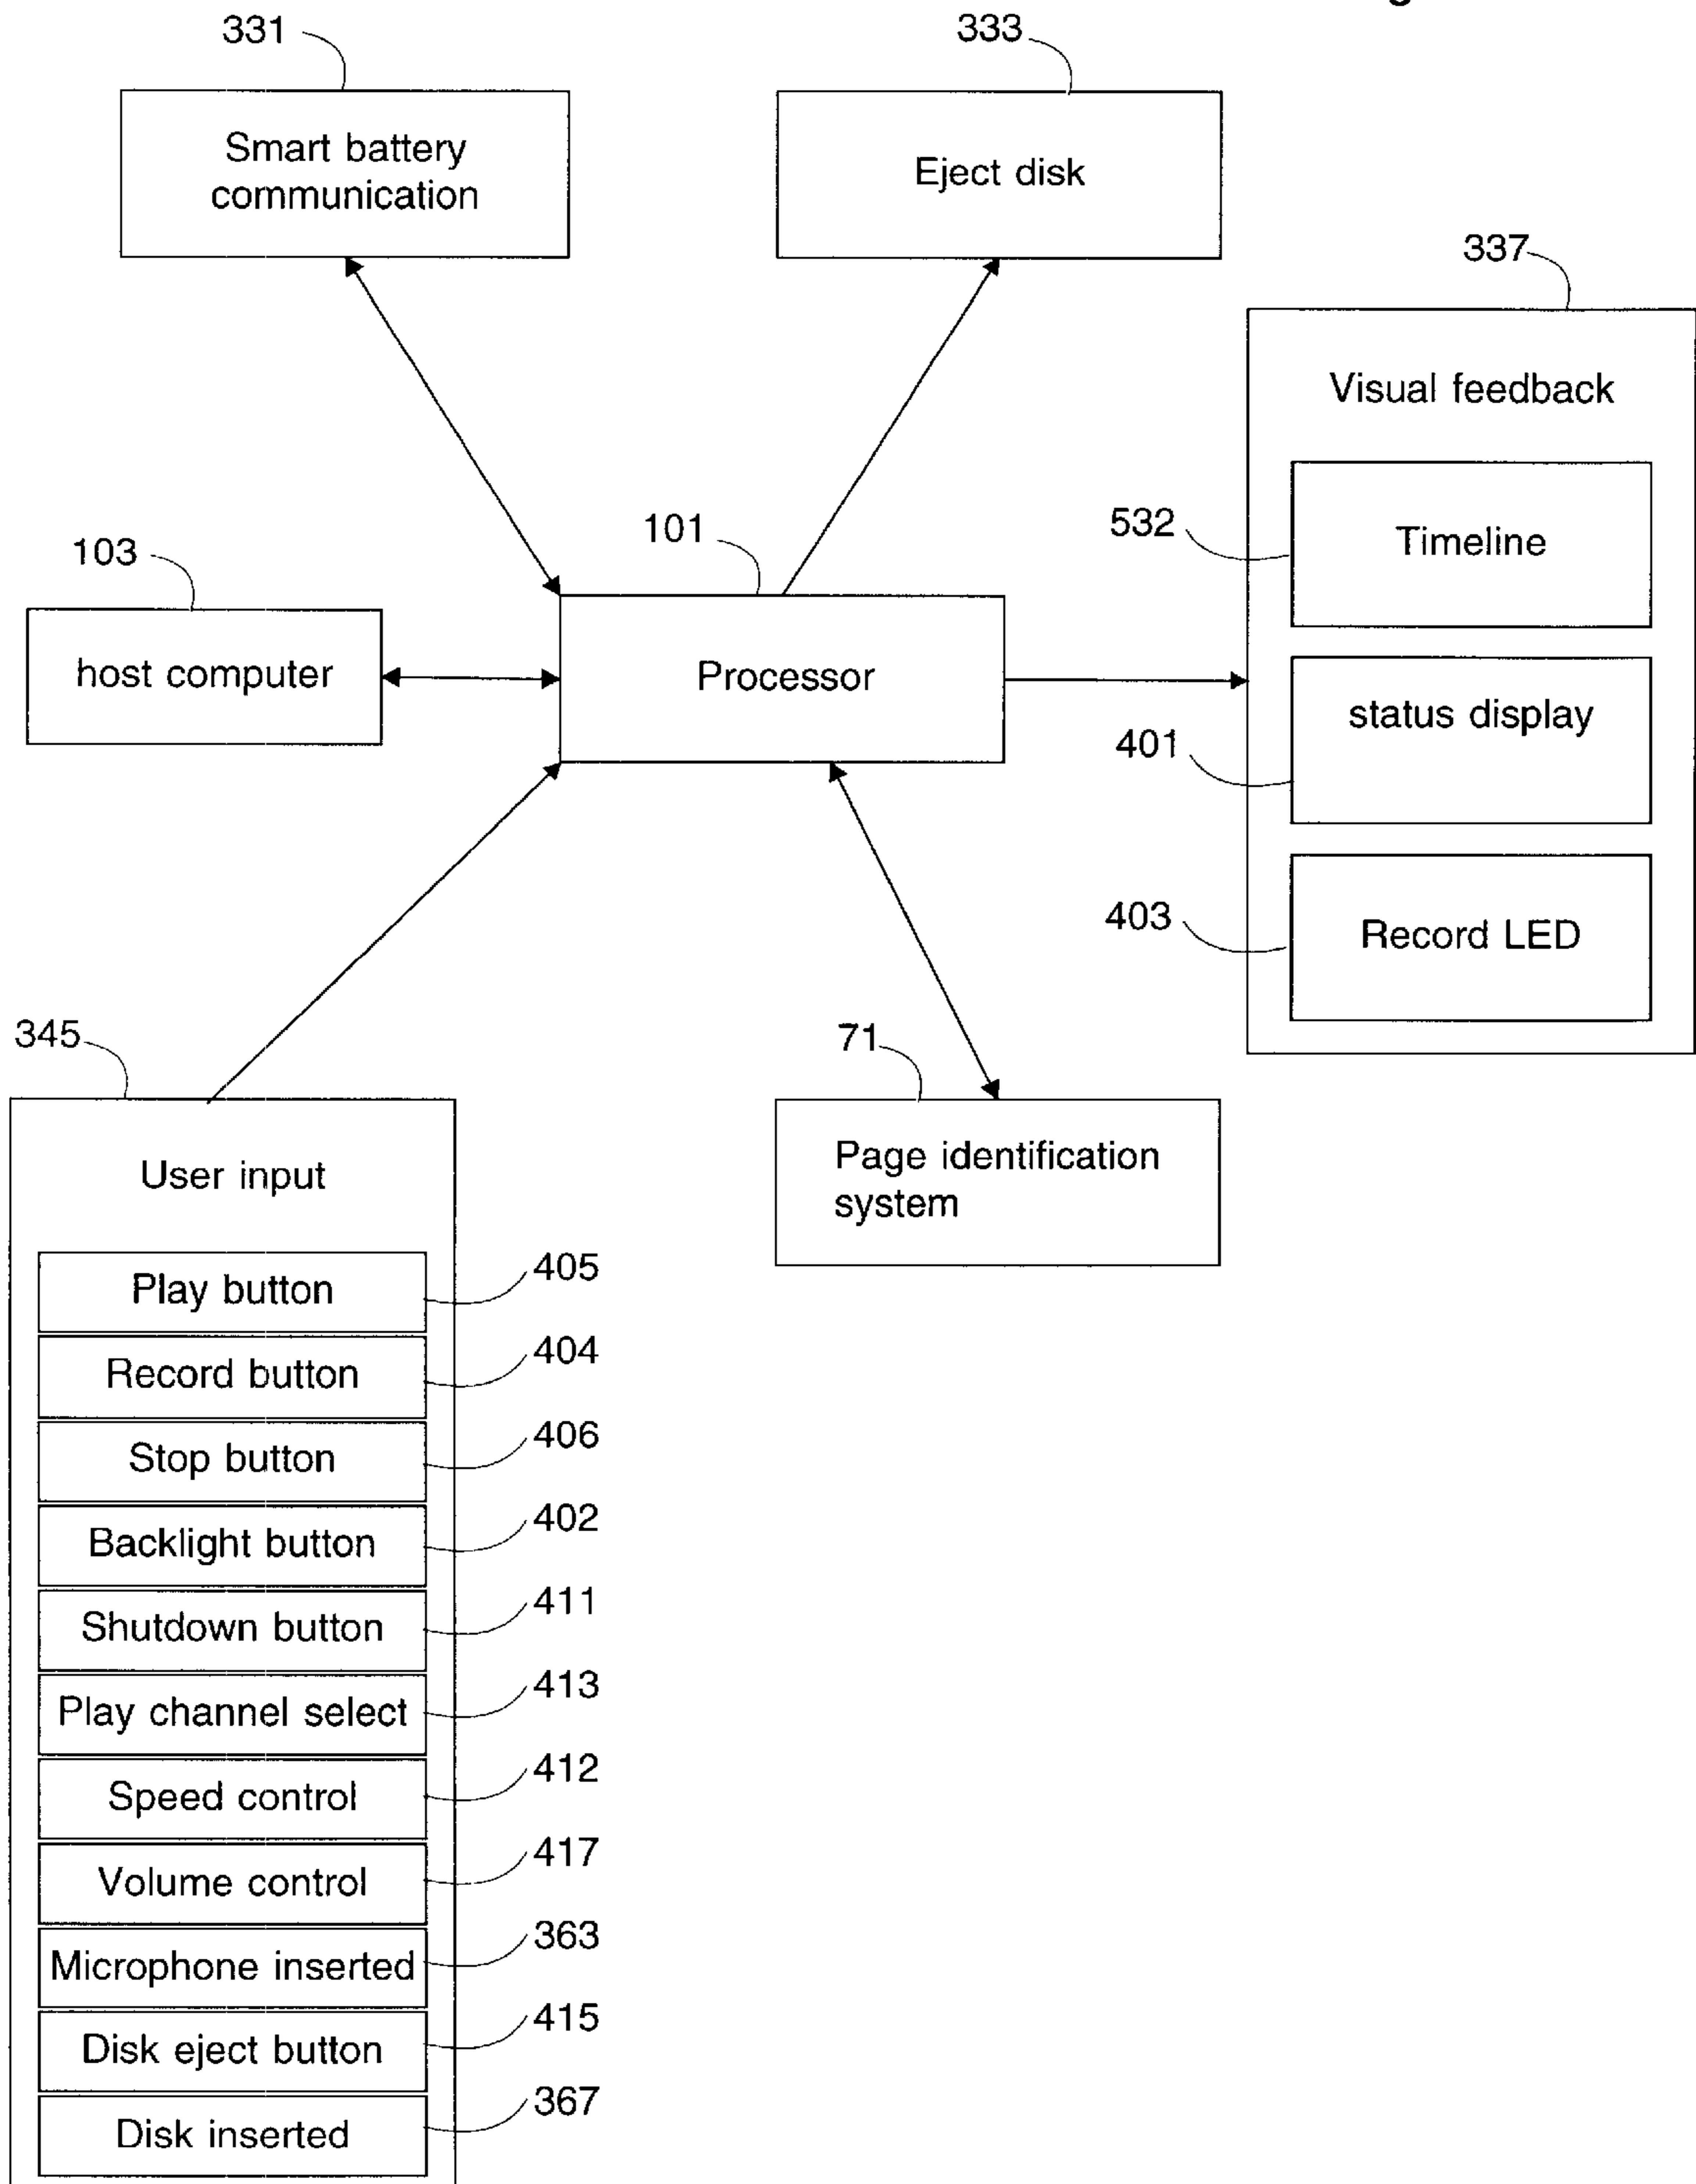 331
333
Smart battery
communication
Eject disk
337
Visual feedback
532
Timeline
103
101
host computer
Processor
status display
401
403
Record LED
345
71
User input
Page identification
system
Play button
405
Record button
404
Stop button
406
Backlight button
402
Shutdown button
411
Play channel select
413
Speed control
412
Volume control
417
Microphone inserted
363
Disk eject button
415
Disk inserted
367